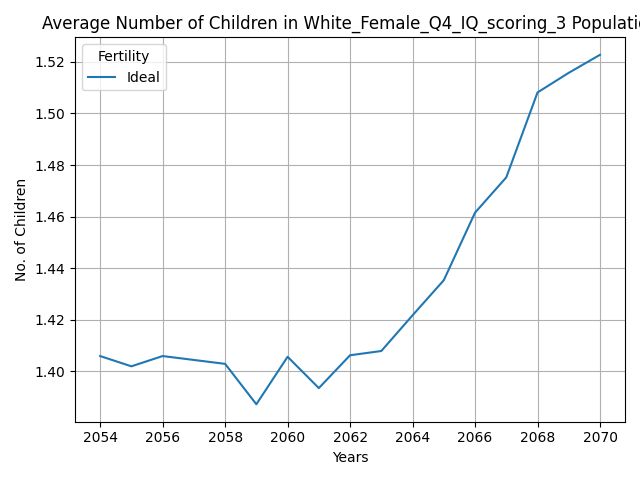 Average Number of Children in White_Female_Q4_IQ_scoring_3 Populatio
Fertility
Ideal
No. of Children
1.52
1.50
1.48
1.46
1.44
1.42
1.40
2054 2056 2058 2060 2062 2064 2066 2068 2070
Years